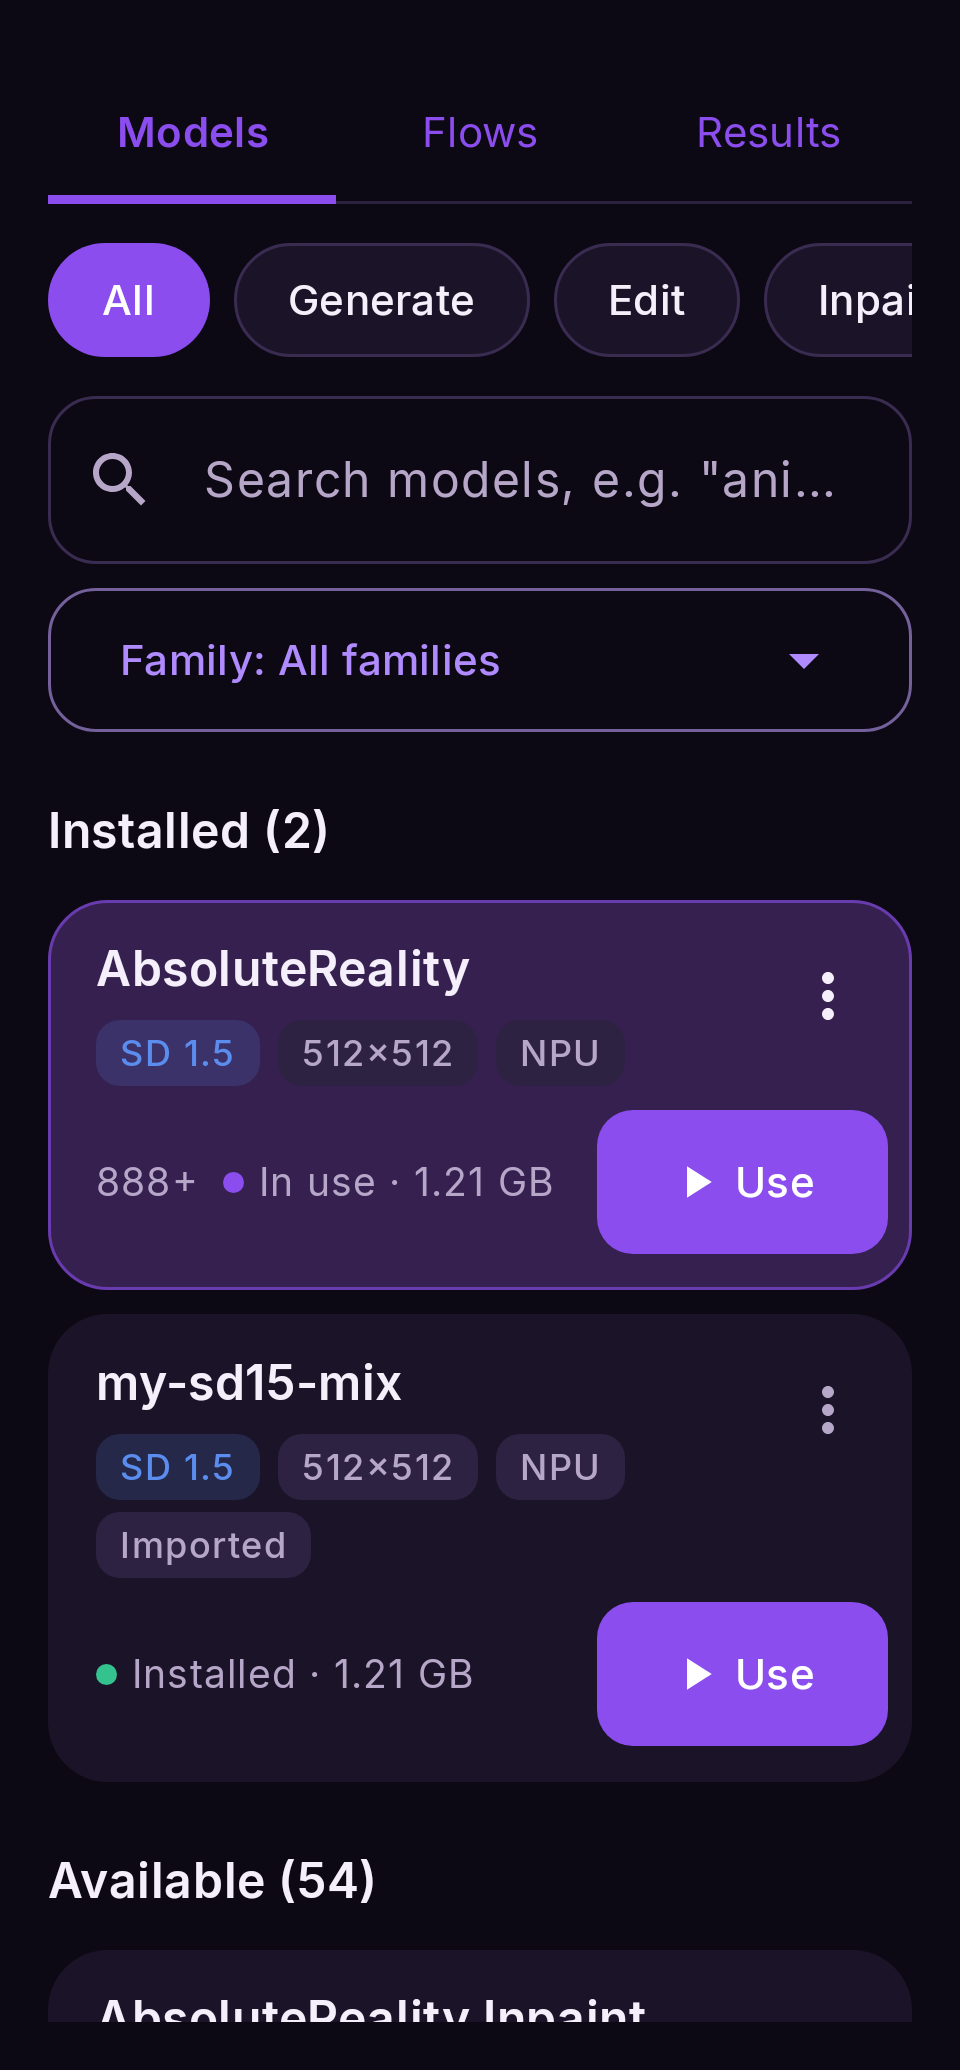 Models Flows Results
All Generate Edit Inpai
Search models, e.g. "ani...
Family: All families
Installed (2)
AbsoluteReality
SD 1.5 512×512 NPU
888+ In use · 1.21 GB Use
my-sd15-mix
SD 1.5 512×512 NPU
Imported
Installed · 1.21 GB Use
Available (54)
AbsoluteReality Inpaint